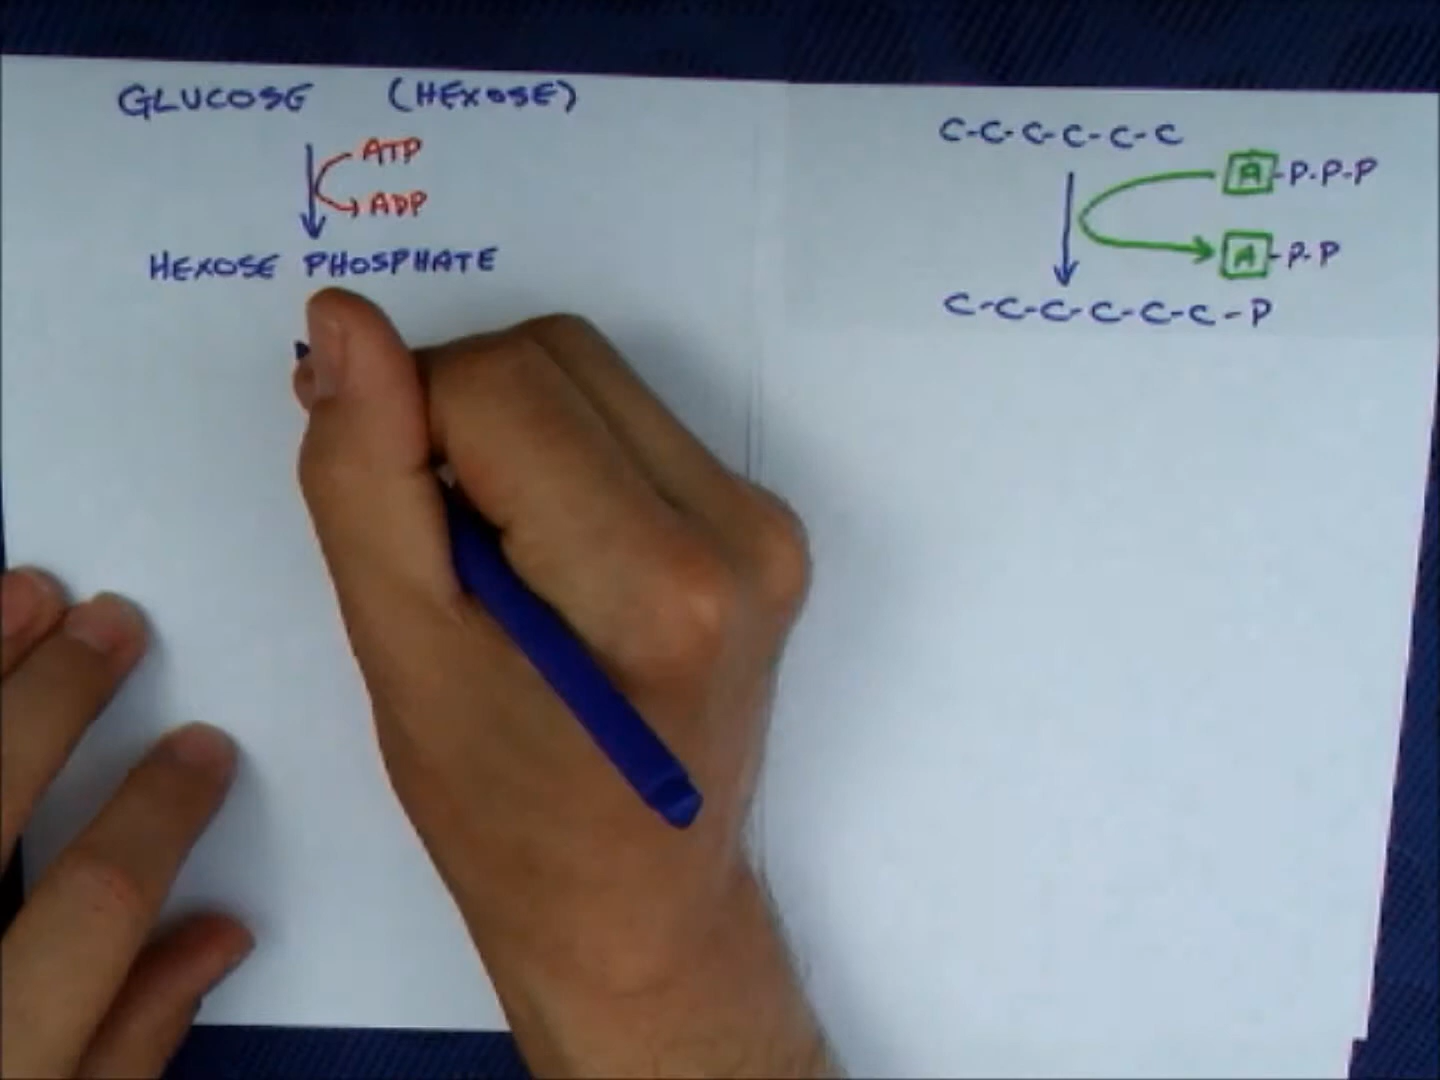 GLUCOSE (HEXOSE)
ATP
ADP
HEXOSE PHOSPHATE
C-C-C-C-C-C
A-P-P-P
A-P-P
C-C-C-C-C-C-P